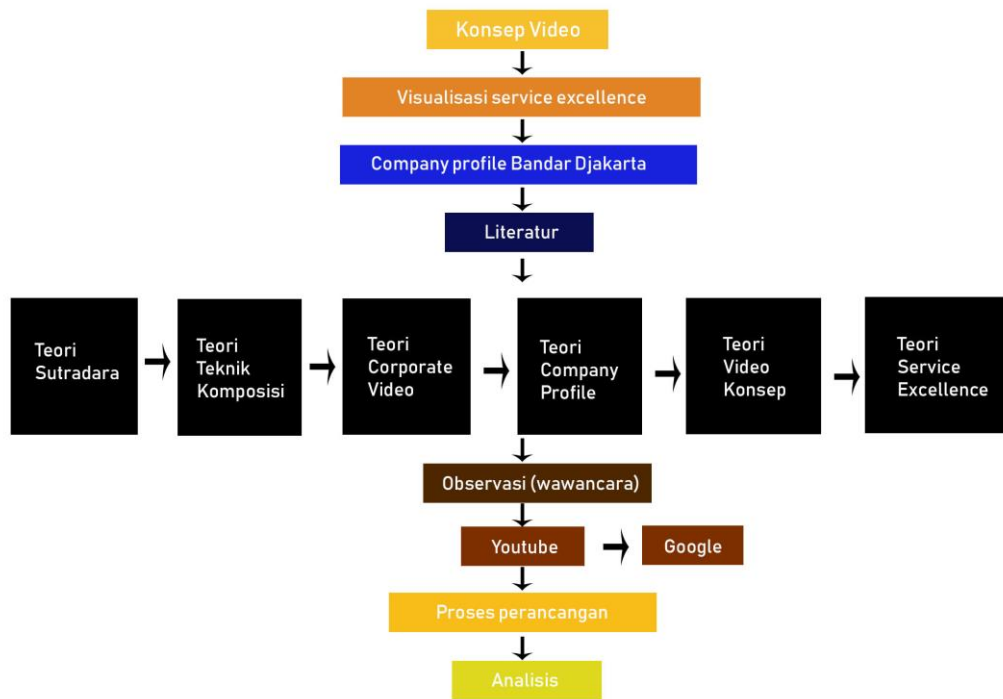 Konsep Video
Visualisasi service excellence
Company profile Bandar Djakarta
Literatur
Teori
Sutradara
Teori
Teknik
Komposisi
Teori
Corporate
Video
Teori
Company
Profile
Teori
Video
Konsep
Teori
Service
Excellence
Observasi (wawancara)
Youtube
Google
Proses perancangan
Analisis